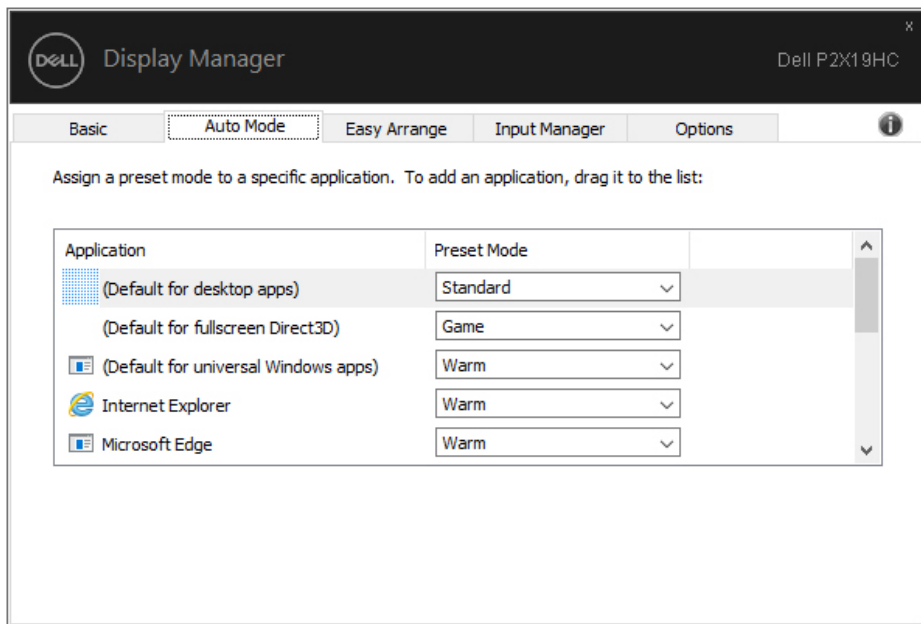 x
DELL Display Manager Dell P2X19HC
Basic Auto Mode Easy Arrange Input Manager Options i
Assign a preset mode to a specific application. To add an application, drag it to the list:
Application Preset Mode
(Default for desktop apps) Standard
(Default for fullscreen Direct3D) Game
(Default for universal Windows apps) Warm
Internet Explorer Warm
Microsoft Edge Warm